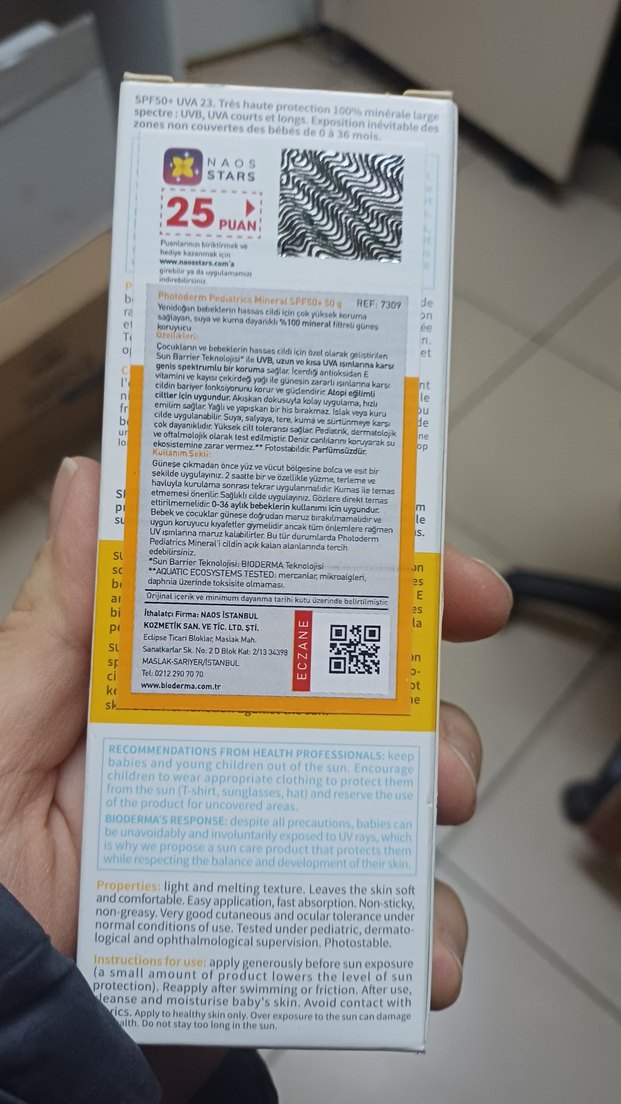 SPF50+ UVA 23. Très haute protection 100% minérale large
spectre : UVB, UVA courts et longs. Exposition inévitable des
zones non couvertes des bébés de 0 à 36 mois.
NAOS
STARS
25 PUAN
Puanlarınızı biriktirmek ve
hediye kazanmak için
www.naosstars.com'a
girebilir ya da uygulamamızı
indirebilirsiniz.
Photoderm Pediatrics Mineral SPF50+ 50 g REF: 7309
Yenidoğan bebeklerin hassas cildi için çok yüksek koruma
sağlayan, suya ve kuma dayanıklı %100 mineral filtreli güneş
koruyucu
Özellikleri:
Çocukların ve bebeklerin hassas cildi için özel olarak geliştirilen
Sun Barrier Teknolojisi* ile UVB, uzun ve kısa UVA ışınlarına karşı
geniş spektrumlu bir koruma sağlar. İçerdiği antioksidan E
vitamini ve kayısı çekirdeği yağı ile güneşin zararlı ışınlarına karşı
cildin bariyer fonksiyonunu korur ve güçlendirir. Atopi eğilimli
ciltler için uygundur. Akışkan dokusuyla kolay uygulama, hızlı
emilim sağlar. Yağlı ve yapışkan bir his bırakmaz. Islak veya kuru
cilde uygulanabilir. Suya, salyaya, tere, kuma ve sürtünmeye karşı
çok dayanıklıdır. Yüksek cilt toleransı sağlar. Pediatrik, dermatolojik
ve oftalmolojik olarak test edilmiştir. Deniz canlılarını koruyarak su
ekosistemine zarar vermez.** Fotostabildir. Parfümsüzdür.
Kullanım Şekli:
Güneşe çıkmadan önce yüz ve vücut bölgesine bolca ve eşit bir
şekilde uygulayınız. 2 saatte bir ve özellikle yüzme, terleme ve
havluyla kurulama sonrası tekrar uygulanmalıdır. Kumaş ile temas
etmemesi önerilir. Sağlıklı cilde uygulayınız. Gözlere direkt temas
ettirilmemelidir. 0-36 aylık bebeklerin kullanımı için uygundur.
Bebek ve çocuklar güneşe doğrudan maruz bırakılmamalıdır ve
uygun koruyucu kıyafetler giymelidir ancak tüm önlemlere rağmen
UV ışınlarına maruz kalabilirler. Bu tür durumlarda Photoderm
Pediatrics Mineral'i cildin açık kalan alanlarında tercih
edebilirsiniz.
*Sun Barrier Teknolojisi: BIODERMA Teknolojisi
**AQUATIC ECOSYSTEMS TESTED: mercanlar, mikroalgleri,
daphnia üzerinde toksisite olmaması.
Orijinal içerik ve minimum dayanma tarihi kutu üzerinde belirtilmiştir.
İthalatçı Firma: NAOS İSTANBUL
KOZMETİK SAN. VE TİC. LTD. ŞTİ.
Eclipse Ticari Bloklar, Maslak Mah.
Sanatkarlar Sk. No: 2 D Blok Kat: 2/13 34398
MASLAK-SARIYER/İSTANBUL
Tel: 0212 290 70 70
www.bioderma.com.tr
ECZANE
RECOMMENDATIONS FROM HEALTH PROFESSIONALS: keep
babies and young children out of the sun. Encourage
children to wear appropriate clothing to protect them
from the sun (T-shirt, sunglasses, hat) and reserve the use
of the product for uncovered areas.
BIODERMA'S RESPONSE: despite all precautions, babies can
be unavoidably and involuntarily exposed to UV rays, which
is why we propose a sun care product that protects them
while respecting the balance and development of their skin.
Properties: light and melting texture. Leaves the skin soft
and comfortable. Easy application, fast absorption. Non-sticky,
non-greasy. Very good cutaneous and ocular tolerance under
normal conditions of use. Tested under pediatric, dermato-
logical and ophthalmological supervision. Photostable.
Instructions for use: apply generously before sun exposure
(a small amount of product lowers the level of sun
protection). Reapply after swimming or friction. After use,
cleanse and moisturise baby's skin. Avoid contact with
rics. Apply to healthy skin only. Over exposure to the sun can damage
alth. Do not stay too long in the sun.